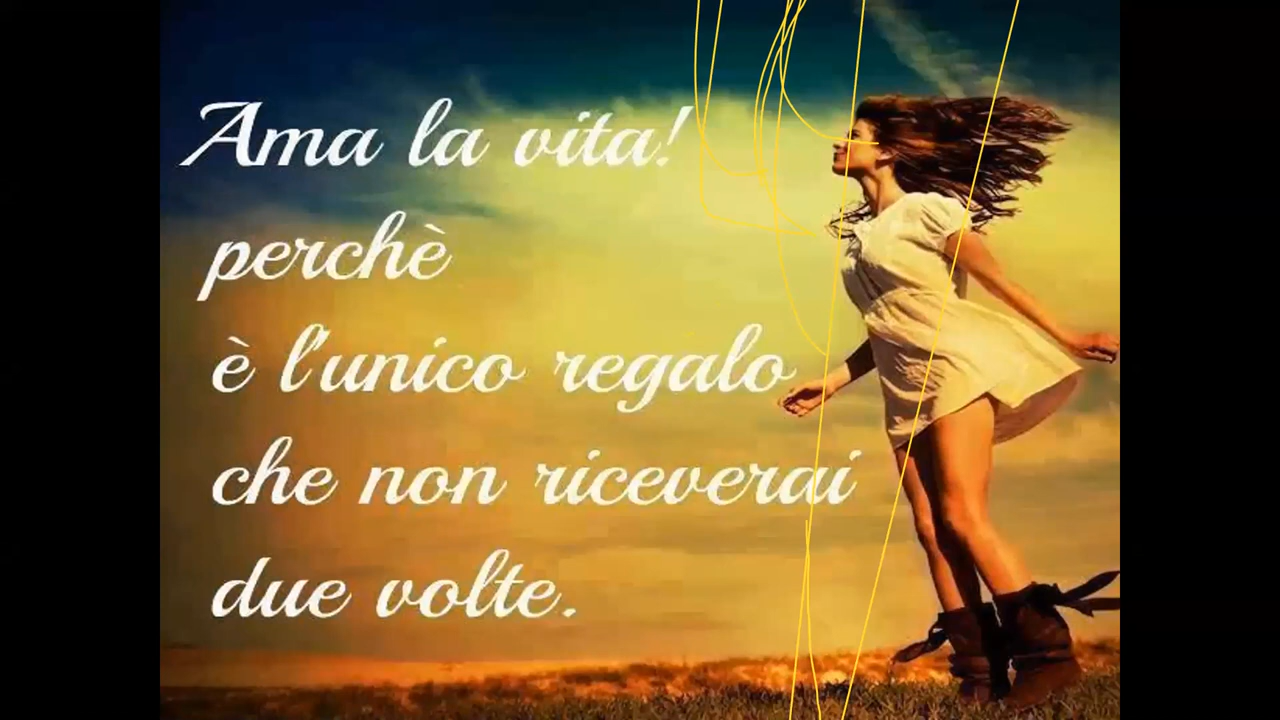 Ama la vita!
perchè
è l'unico regalo
che non riceverai
due volte.